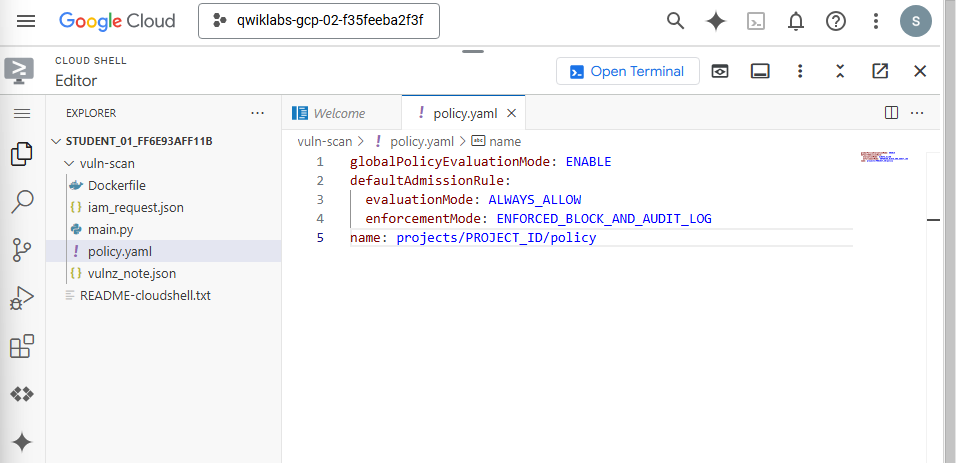 Google Cloud
qwiklabs-gcp-02-f35feeba2f3f
S
CLOUD SHELL
Editor
Open Terminal
EXPLORER
STUDENT_01_FF6E93AFF11B
vuln-scan
Dockerfile
{} iam_request.json
main.py
! policy.yaml
{} vulnz_note.json
README-cloudshell.txt
Welcome
! policy.yaml
vuln-scan > ! policy.yaml > abc name
1 globalPolicyEvaluationMode: ENABLE
2 defaultAdmissionRule:
3 evaluationMode: ALWAYS_ALLOW
4 enforcementMode: ENFORCED_BLOCK_AND_AUDIT_LOG
5 name: projects/PROJECT_ID/policy